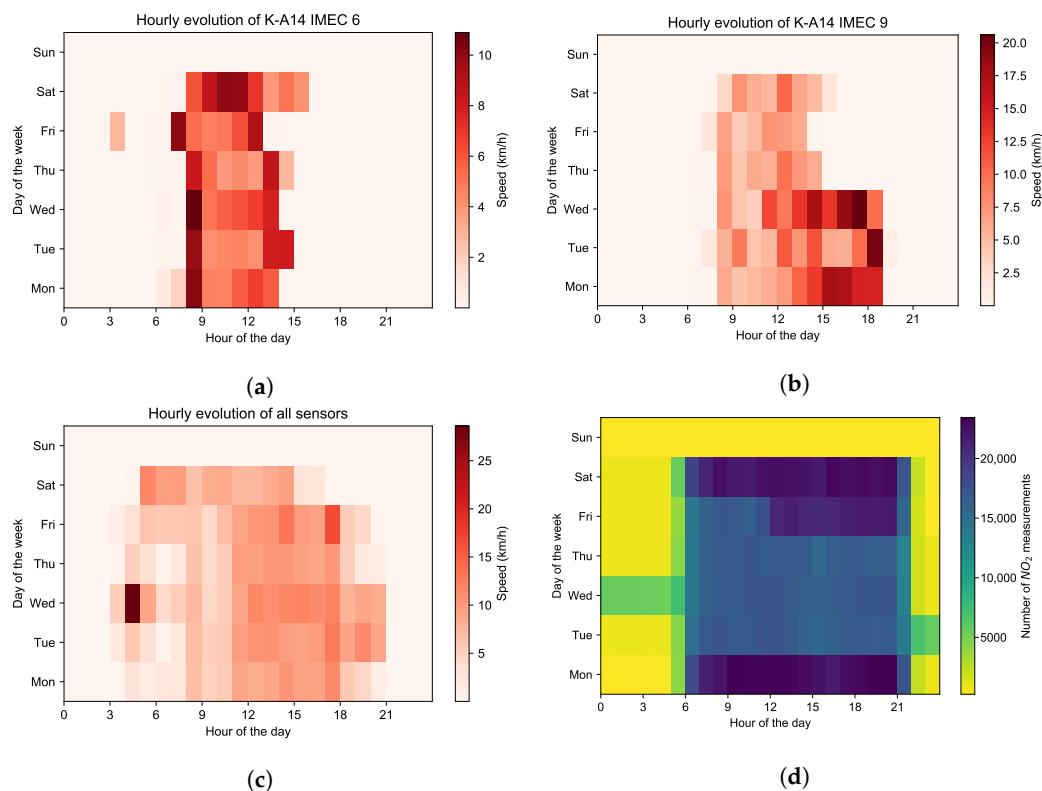 Hourly evolution of K-A14 IMEC 6
Sun
Sat
Fri
Thu
Wed
Tue
Mon
Day of the week
0 3 6 9 12 15 18 21
Hour of the day
10
8
6
4
2
Speed (km/h)
(a)
Hourly evolution of K-A14 IMEC 9
Sun
Sat
Fri
Thu
Wed
Tue
Mon
Day of the week
0 3 6 9 12 15 18 21
Hour of the day
20.0
17.5
15.0
12.5
10.0
7.5
5.0
2.5
Speed (km/h)
(b)
Hourly evolution of all sensors
Sun
Sat
Fri
Thu
Wed
Tue
Mon
Day of the week
0 3 6 9 12 15 18 21
Hour of the day
25
20
15
10
5
Speed (km/h)
(c)
Sun
Sat
Fri
Thu
Wed
Tue
Mon
Day of the week
0 3 6 9 12 15 18 21
Hour of the day
20,000
15,000
10,000
5000
Number of NO₂ measurements
(d)